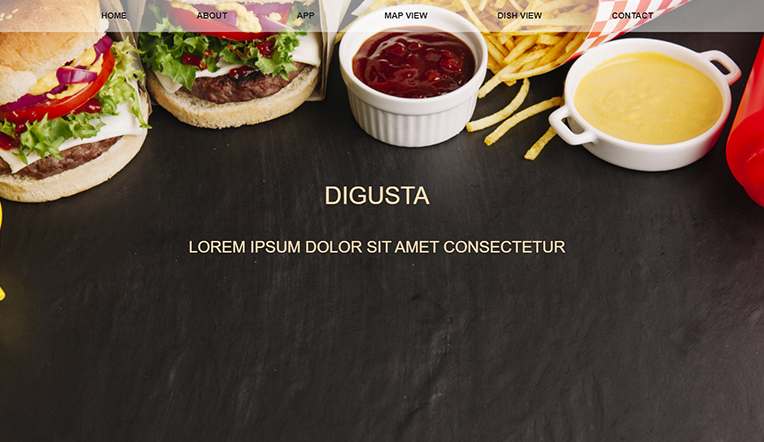 HOME ABOUT APP MAP VIEW DISH VIEW CONTACT
DIGUSTA
LOREM IPSUM DOLOR SIT AMET CONSECTETUR